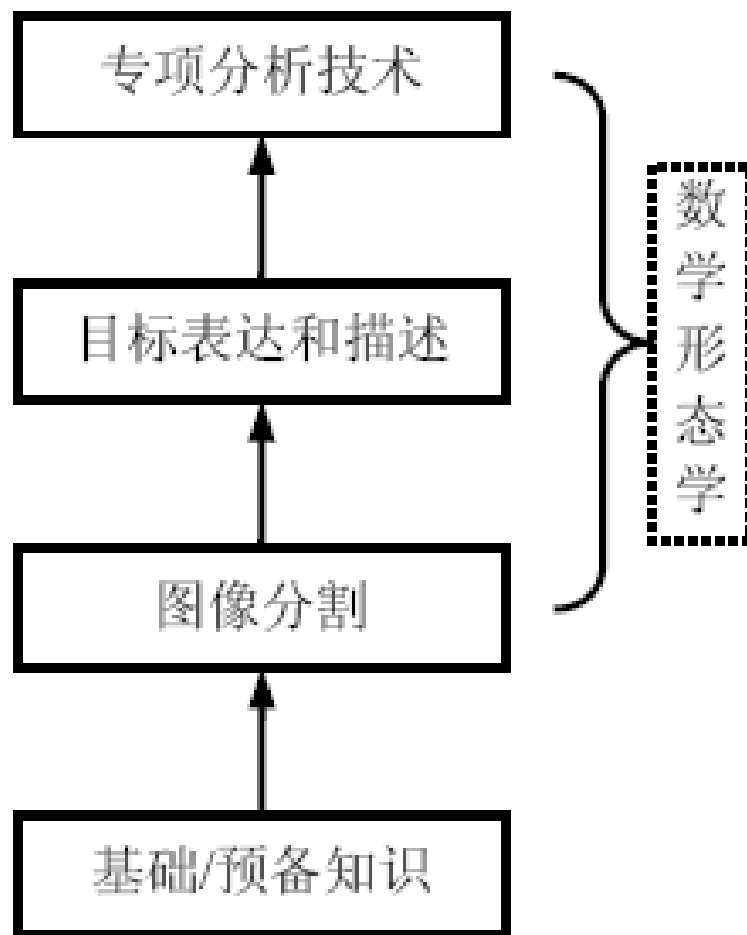 专项分析技术
目标表达和描述
图像分割
基础/预备知识
数学形态学